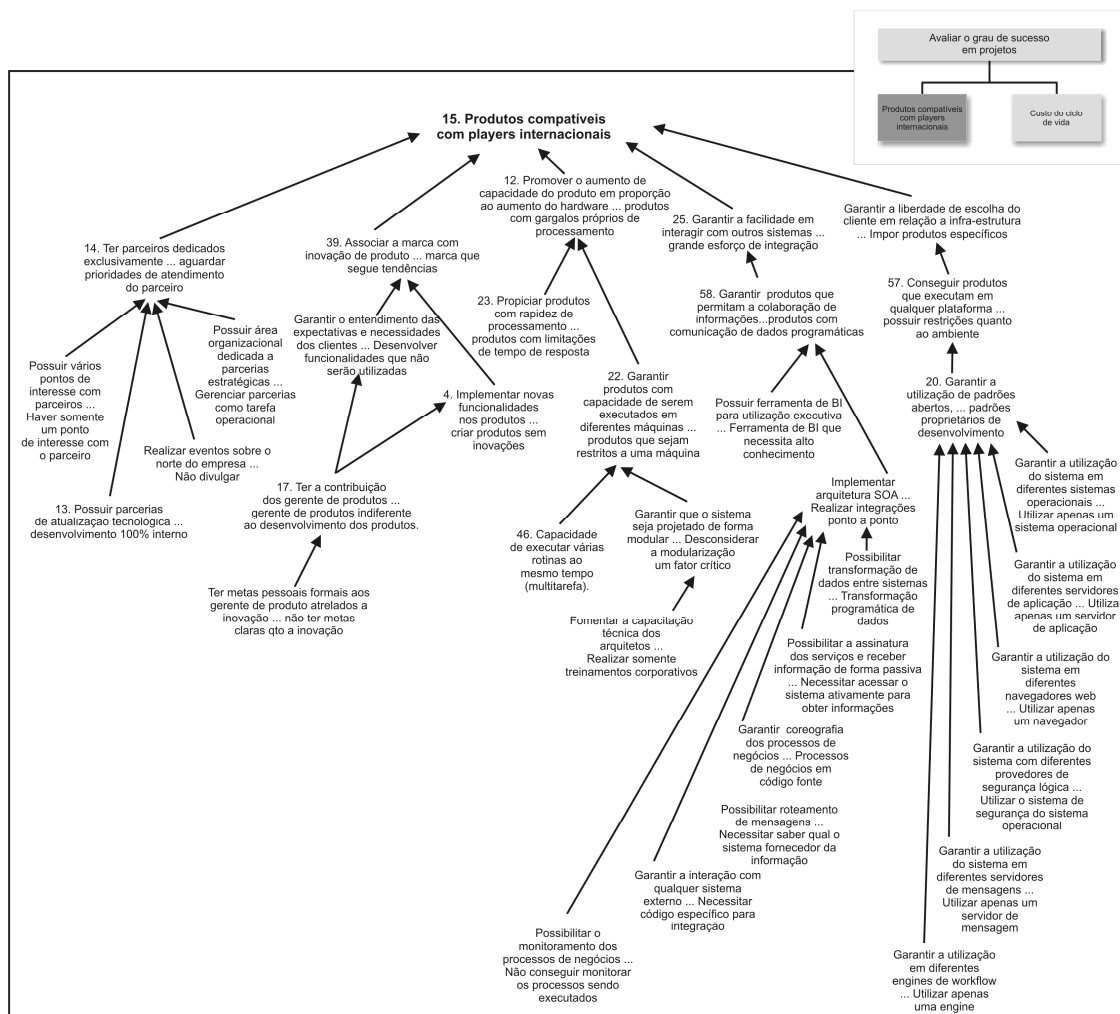 Avaliar o grau de sucesso
em projetos
Produtos compatíveis
com players
internacionais
Custo do ciclo
de vida
15. Produtos compatíveis
com players internacionais
12. Promover o aumento de
capacidade do produto em proporção
ao aumento do hardware ... produtos
com gargalos próprios de
processamento
25. Garantir a facilidade em
interagir com outros sistemas ...
grande esforço de integração
Garantir a liberdade de escolha do
cliente em relação a infra-estrutura
... Impor produtos específicos
14. Ter parceiros dedicados
exclusivamente ... aguardar
prioridades de atendimento
do parceiro
39. Associar a marca com
inovação de produto ... marca que
segue tendências
23. Propiciar produtos
com rapidez de
processamento ...
produtos com limitações
de tempo de resposta
58. Garantir produtos que
permitam a colaboração de
informações...produtos com
comunicação de dados programáticas
57. Conseguir produtos
que executam em
qualquer plataforma ...
possuir restrições quanto
ao ambiente
Possuir vários
pontos de
interesse com
parceiros ...
Haver somente
um ponto
de interesse com
o parceiro
Possuir área
organizacional
dedicada a
parcerias
estratégicas ...
Gerenciar parcerias
como tarefa
operacional
Garantir o entendimento das
expectativas e necessidades
dos clientes ... Desenvolver
funcionalidades que não
serão utilizadas
4. Implementar novas
funcionalidades
nos produtos ...
criar produtos sem
inovações
22. Garantir
produtos com
capacidade de serem
executados em
diferentes máquinas ...
produtos que sejam
restritos a uma máquina
Possuir ferramenta de BI
para utilização executiva
... Ferramenta de BI que
necessita alto
conhecimento
20. Garantir a
utilização de padrões
abertos, ... padrões
proprietarios de
desenvolvimento
Realizar eventos sobre o
norte do empresa ...
Não divulgar
13. Possuir parcerias
de atualização tecnológica ...
desenvolvimento 100% interno
17. Ter a contribuição
dos gerente de produtos ...
gerente de produtos indiferente
ao desenvolvimento dos produtos.
Ter metas pessoais formais aos
gerente de produto atrelados a
inovação ... não ter metas
claras qto a inovação
46. Capacidade
de executar várias
rotinas ao
mesmo tempo
(multitarefa).
Garantir que o sistema
seja projetado de forma
modular ... Desconsiderar
a modularização
um fator crítico
Fomentar a capacitação
técnica dos
arquitetos ...
Realizar somente
treinamentos corporativos
Implementar
arquitetura SOA ...
Realizar integrações
ponto a ponto
Possibilitar
transformação de
dados entre sistemas
... Transformação
programática de
dados
Possibilitar a assinatura
dos serviços e receber
informação de forma passiva
... Necessitar acessar o
sistema ativamente para
obter informações
Garantir coreografia
dos processos de
negócios ... Processos
de negócios em
código fonte
Possibilitar roteamento
de mensagens ...
Necessitar saber qual o
sistema fornecedor da
informação
Garantir a interação com
qualquer sistema
externo ... Necessitar
código específico para
integração
Possibilitar o
monitoramento dos
processos de negócios ...
Não conseguir monitorar
os processos sendo
executados
Garantir a utilização
do sistema em
diferentes sistemas
operacionais ...
Utilizar apenas um
sistema operacional
Garantir a utilização
do sistema em
diferentes servidores
de aplicação ... Utilizar
apenas um servidor
de aplicação
Garantir a utilização do
sistema em
diferentes
navegadores web
... Utilizar apenas
um navegador
Garantir a utilização do
sistema com diferentes
provedores de
segurança lógica ...
Utilizar o sistema de
segurança do sistema
operacional
Garantir a utilização
do sistema em
diferentes servidores
de mensagens ...
Utilizar apenas um
servidor de
mensagem
Garantir a utilização
em diferentes
engines de workflow
... Utilizar apenas
uma engine